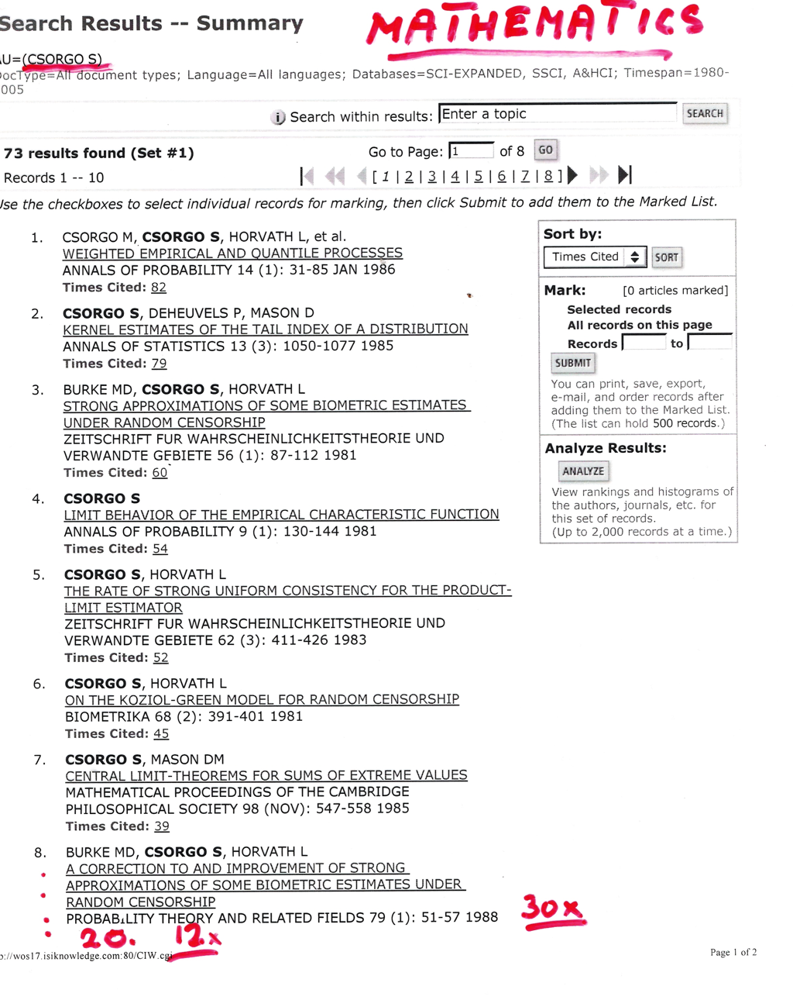 Search Results -- Summary
MATHEMATICS
AU=(CSORGO S)
DocType=All document types; Language=All languages; Databases=SCI-EXPANDED, SSCI, A&HCI; Timespan=1980-
005
Search within results: Enter a topic SEARCH
73 results found (Set #1) Go to Page: 1 of 8 GO
Records 1 -- 10 [ 1 | 2 | 3 | 4 | 5 | 6 | 7 | 8 ]
Use the checkboxes to select individual records for marking, then click Submit to add them to the Marked List.
1. CSORGO M, CSORGO S, HORVATH L, et al.
WEIGHTED EMPIRICAL AND QUANTILE PROCESSES
ANNALS OF PROBABILITY 14 (1): 31-85 JAN 1986
Times Cited: 82
2. CSORGO S, DEHEUVELS P, MASON D
KERNEL ESTIMATES OF THE TAIL INDEX OF A DISTRIBUTION
ANNALS OF STATISTICS 13 (3): 1050-1077 1985
Times Cited: 79
3. BURKE MD, CSORGO S, HORVATH L
STRONG APPROXIMATIONS OF SOME BIOMETRIC ESTIMATES
UNDER RANDOM CENSORSHIP
ZEITSCHRIFT FUR WAHRSCHEINLICHKEITSTHEORIE UND
VERWANDTE GEBIETE 56 (1): 87-112 1981
Times Cited: 60
4. CSORGO S
LIMIT BEHAVIOR OF THE EMPIRICAL CHARACTERISTIC FUNCTION
ANNALS OF PROBABILITY 9 (1): 130-144 1981
Times Cited: 54
5. CSORGO S, HORVATH L
THE RATE OF STRONG UNIFORM CONSISTENCY FOR THE PRODUCT-
LIMIT ESTIMATOR
ZEITSCHRIFT FUR WAHRSCHEINLICHKEITSTHEORIE UND
VERWANDTE GEBIETE 62 (3): 411-426 1983
Times Cited: 52
6. CSORGO S, HORVATH L
ON THE KOZIOL-GREEN MODEL FOR RANDOM CENSORSHIP
BIOMETRIKA 68 (2): 391-401 1981
Times Cited: 45
7. CSORGO S, MASON DM
CENTRAL LIMIT-THEOREMS FOR SUMS OF EXTREME VALUES
MATHEMATICAL PROCEEDINGS OF THE CAMBRIDGE
PHILOSOPHICAL SOCIETY 98 (NOV): 547-558 1985
Times Cited: 39
8. BURKE MD, CSORGO S, HORVATH L
A CORRECTION TO AND IMPROVEMENT OF STRONG
APPROXIMATIONS OF SOME BIOMETRIC ESTIMATES UNDER
RANDOM CENSORSHIP
PROBABILITY THEORY AND RELATED FIELDS 79 (1): 51-57 1988
30x
20. 12x
Sort by:
Times Cited SORT
Mark: [0 articles marked]
Selected records
All records on this page
Records to
SUBMIT
You can print, save, export,
e-mail, and order records after
adding them to the Marked List.
(The list can hold 500 records.)
Analyze Results:
ANALYZE
View rankings and histograms of
the authors, journals, etc. for
this set of records.
(Up to 2,000 records at a time.)
p://wos17.isiknowledge.com:80/CIW.cgi
Page 1 of 2